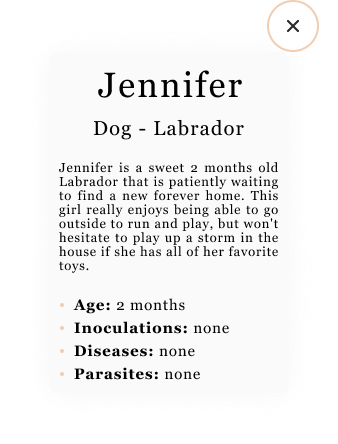 Jennifer
Dog - Labrador
Jennifer is a sweet 2 months old
Labrador that is patiently waiting
to find a new forever home. This
girl really enjoys being able to go
outside to run and play, but won't
hesitate to play up a storm in the
house if she has all of her favorite
toys.
• Age: 2 months
• Inoculations: none
• Diseases: none
• Parasites: none